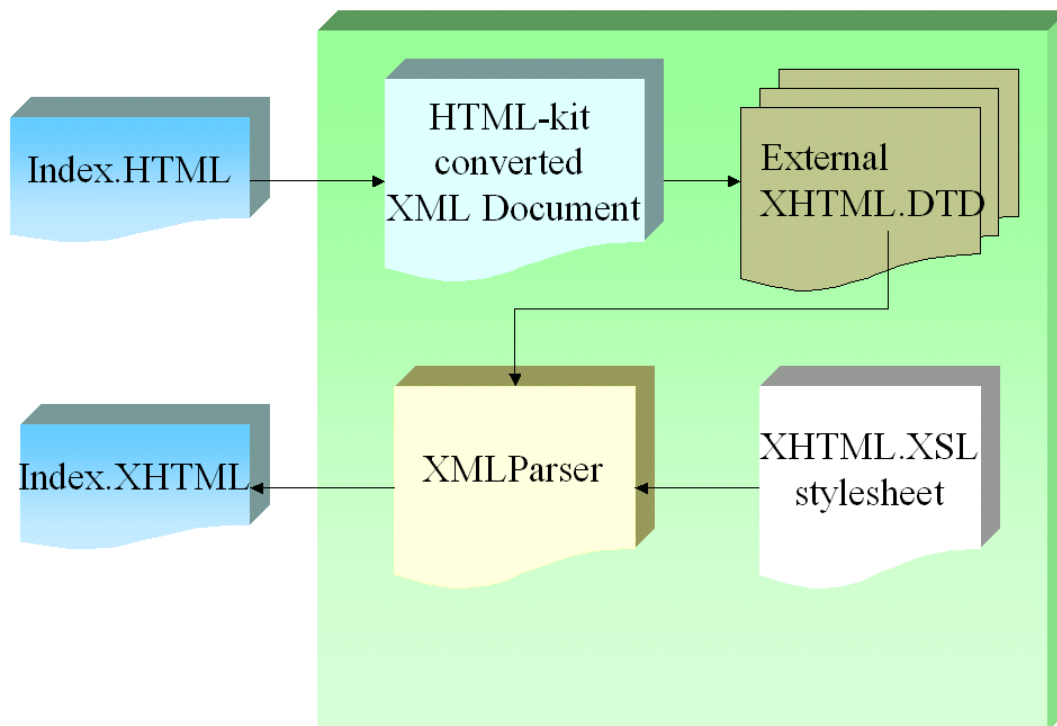 Index.HTML
HTML-kit
converted
XML Document
External
XHTML.DTD
Index.XHTML
XMLParser
XHTML.XSL
stylesheet